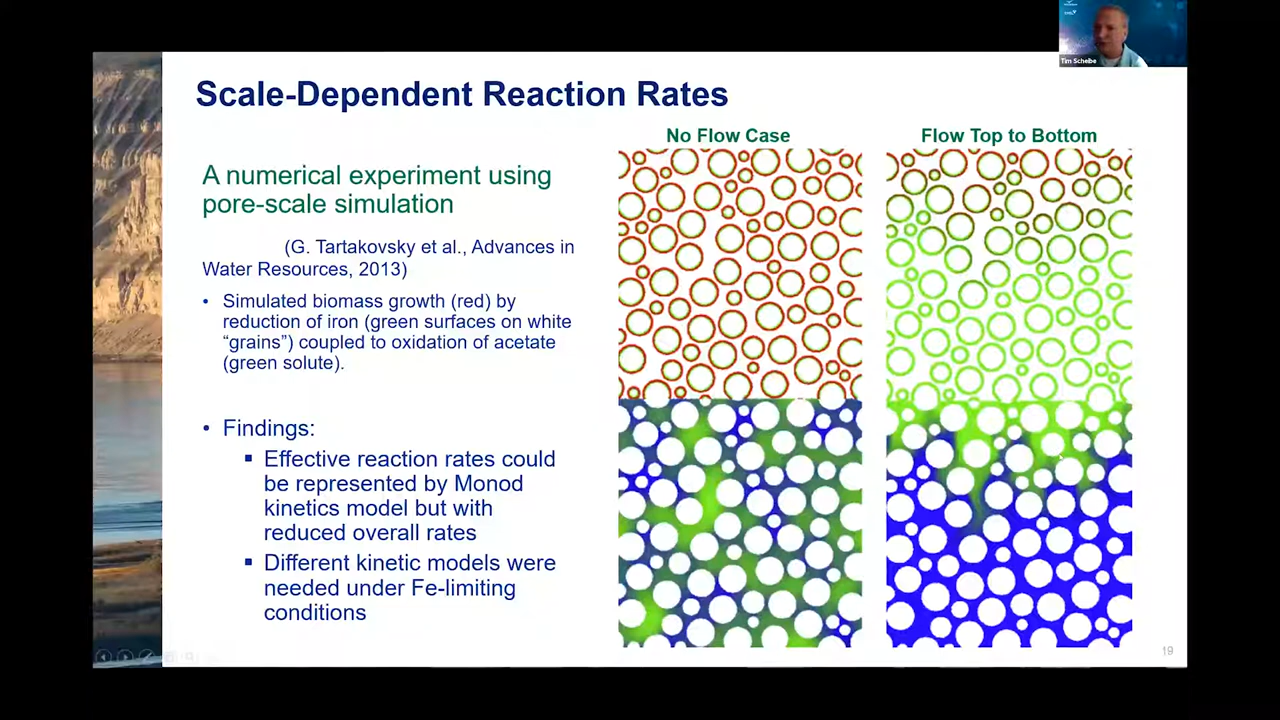 Tim Scheibe
Scale-Dependent Reaction Rates
No Flow Case
Flow Top to Bottom
A numerical experiment using
pore-scale simulation
(G. Tartakovsky et al., Advances in
Water Resources, 2013)
• Simulated biomass growth (red) by
reduction of iron (green surfaces on white
“grains”) coupled to oxidation of acetate
(green solute).
• Findings:
▪ Effective reaction rates could
be represented by Monod
kinetics model but with
reduced overall rates
▪ Different kinetic models were
needed under Fe-limiting
conditions
19